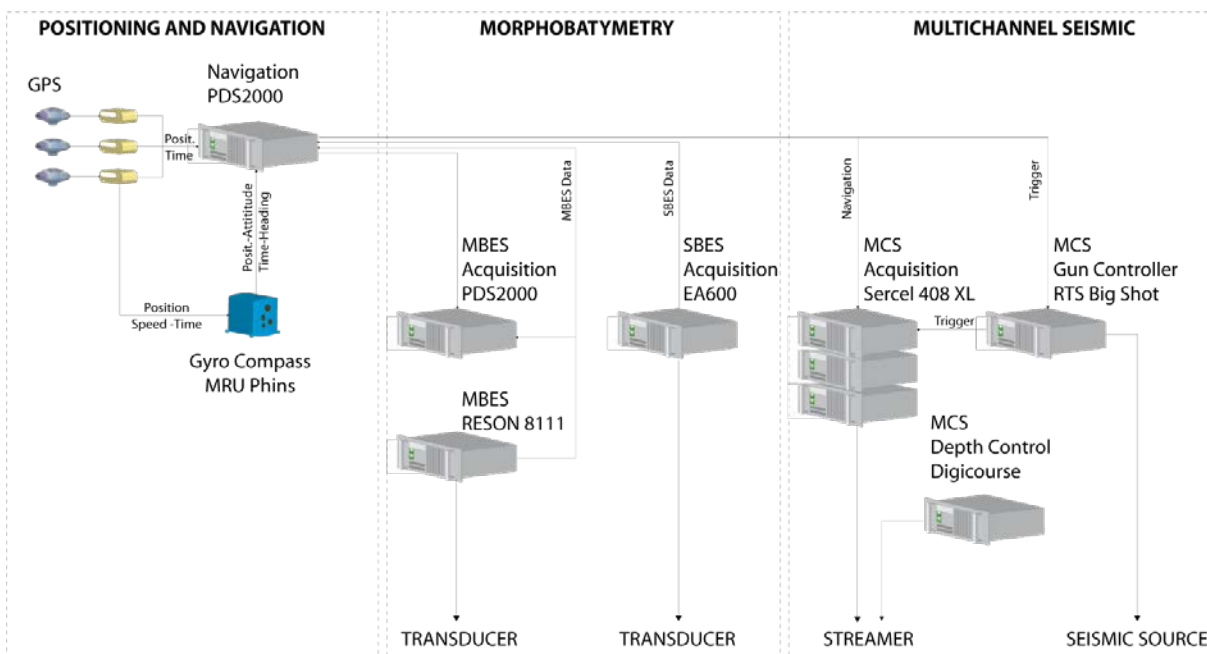 POSITIONING AND NAVIGATION
GPS
Navigation
PDS2000
Posit.
Time
Posit.-Attititude
Time-Heading
Position
Speed -Time
Gyro Compass
MRU Phins
MORPHOBATYMETRY
MBES Data
SBES Data
MBES
Acquisition
PDS2000
SBES
Acquisition
EA600
MBES
RESON 8111
TRANSDUCER
TRANSDUCER
MULTICHANNEL SEISMIC
Navigation
Trigger
MCS
Acquisition
Sercel 408 XL
MCS
Gun Controller
RTS Big Shot
Trigger
MCS
Depth Control
Digicourse
STREAMER
SEISMIC SOURCE